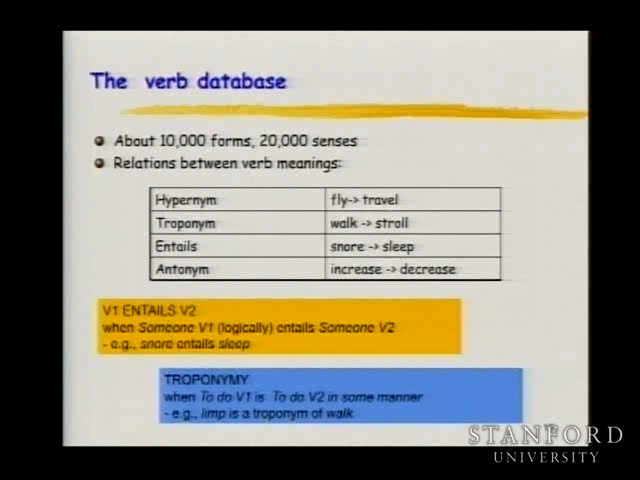 The verb database
About 10,000 forms, 20,000 senses
Relations between verb meanings:
Hypernym fly-> travel
Troponym walk -> stroll
Entails snore -> sleep
Antonym increase -> decrease
V1 ENTAILS V2
when Someone V1 (logically) entails Someone V2
- e.g., snore entails sleep
TROPONYMY
when To do V1 is To do V2 in some manner
- e.g., limp is a troponym of walk
STANFORD
UNIVERSITY